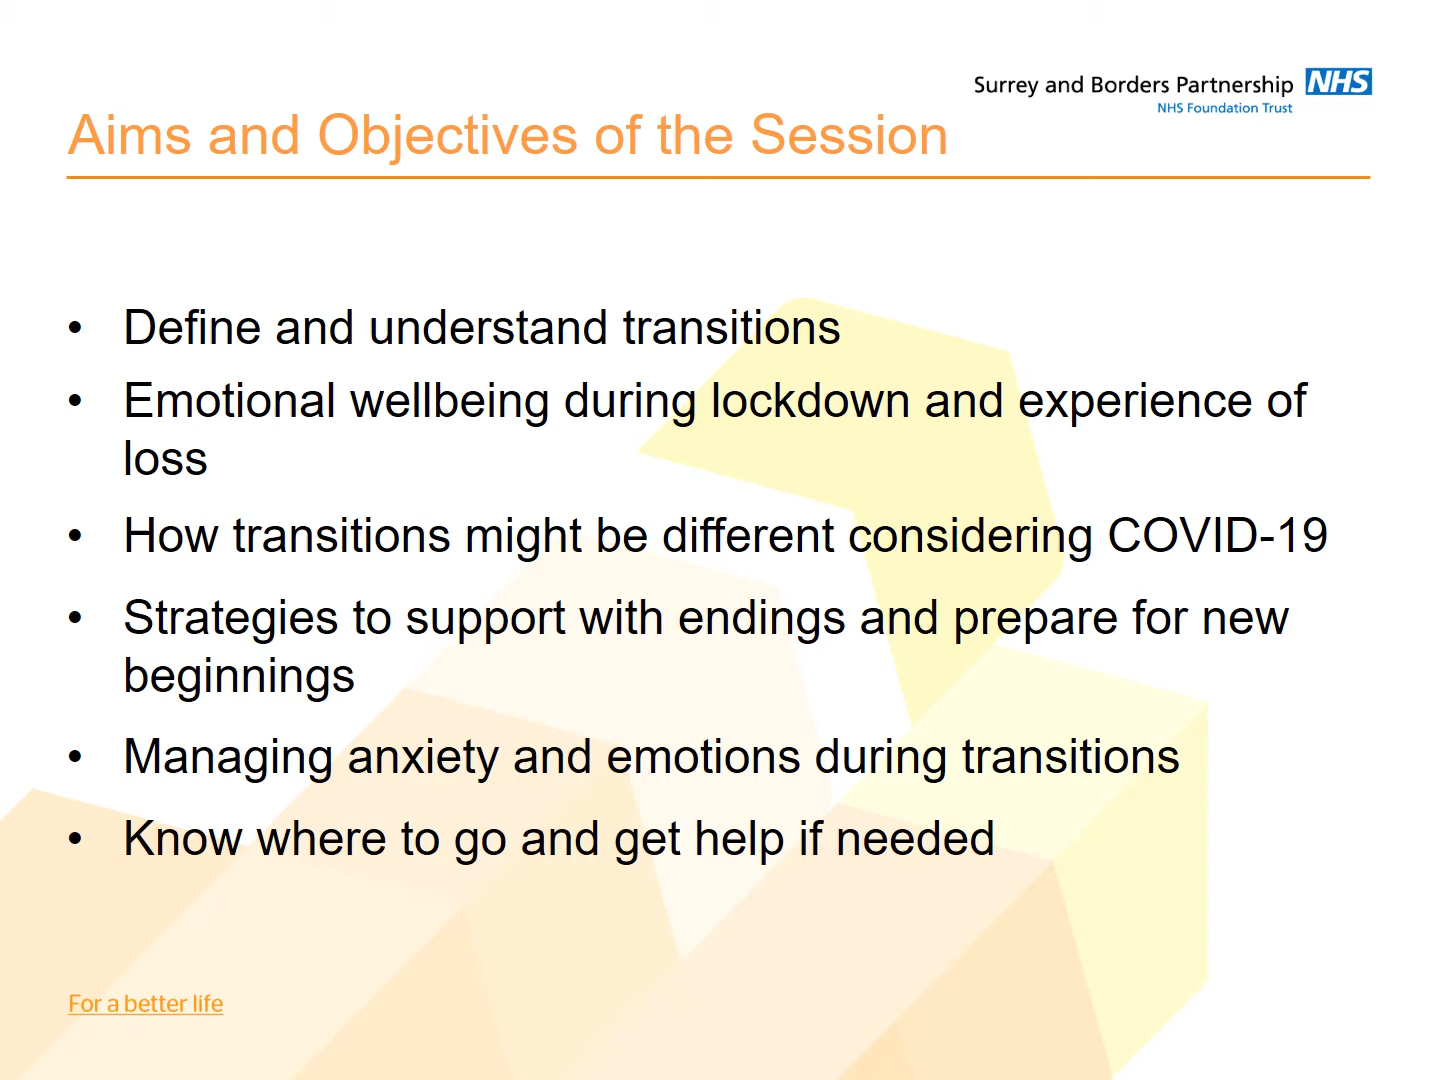 Surrey and Borders Partnership NHS
NHS Foundation Trust
Aims and Objectives of the Session
• Define and understand transitions
• Emotional wellbeing during lockdown and experience of
loss
• How transitions might be different considering COVID-19
• Strategies to support with endings and prepare for new
beginnings
• Managing anxiety and emotions during transitions
• Know where to go and get help if needed
For a better life